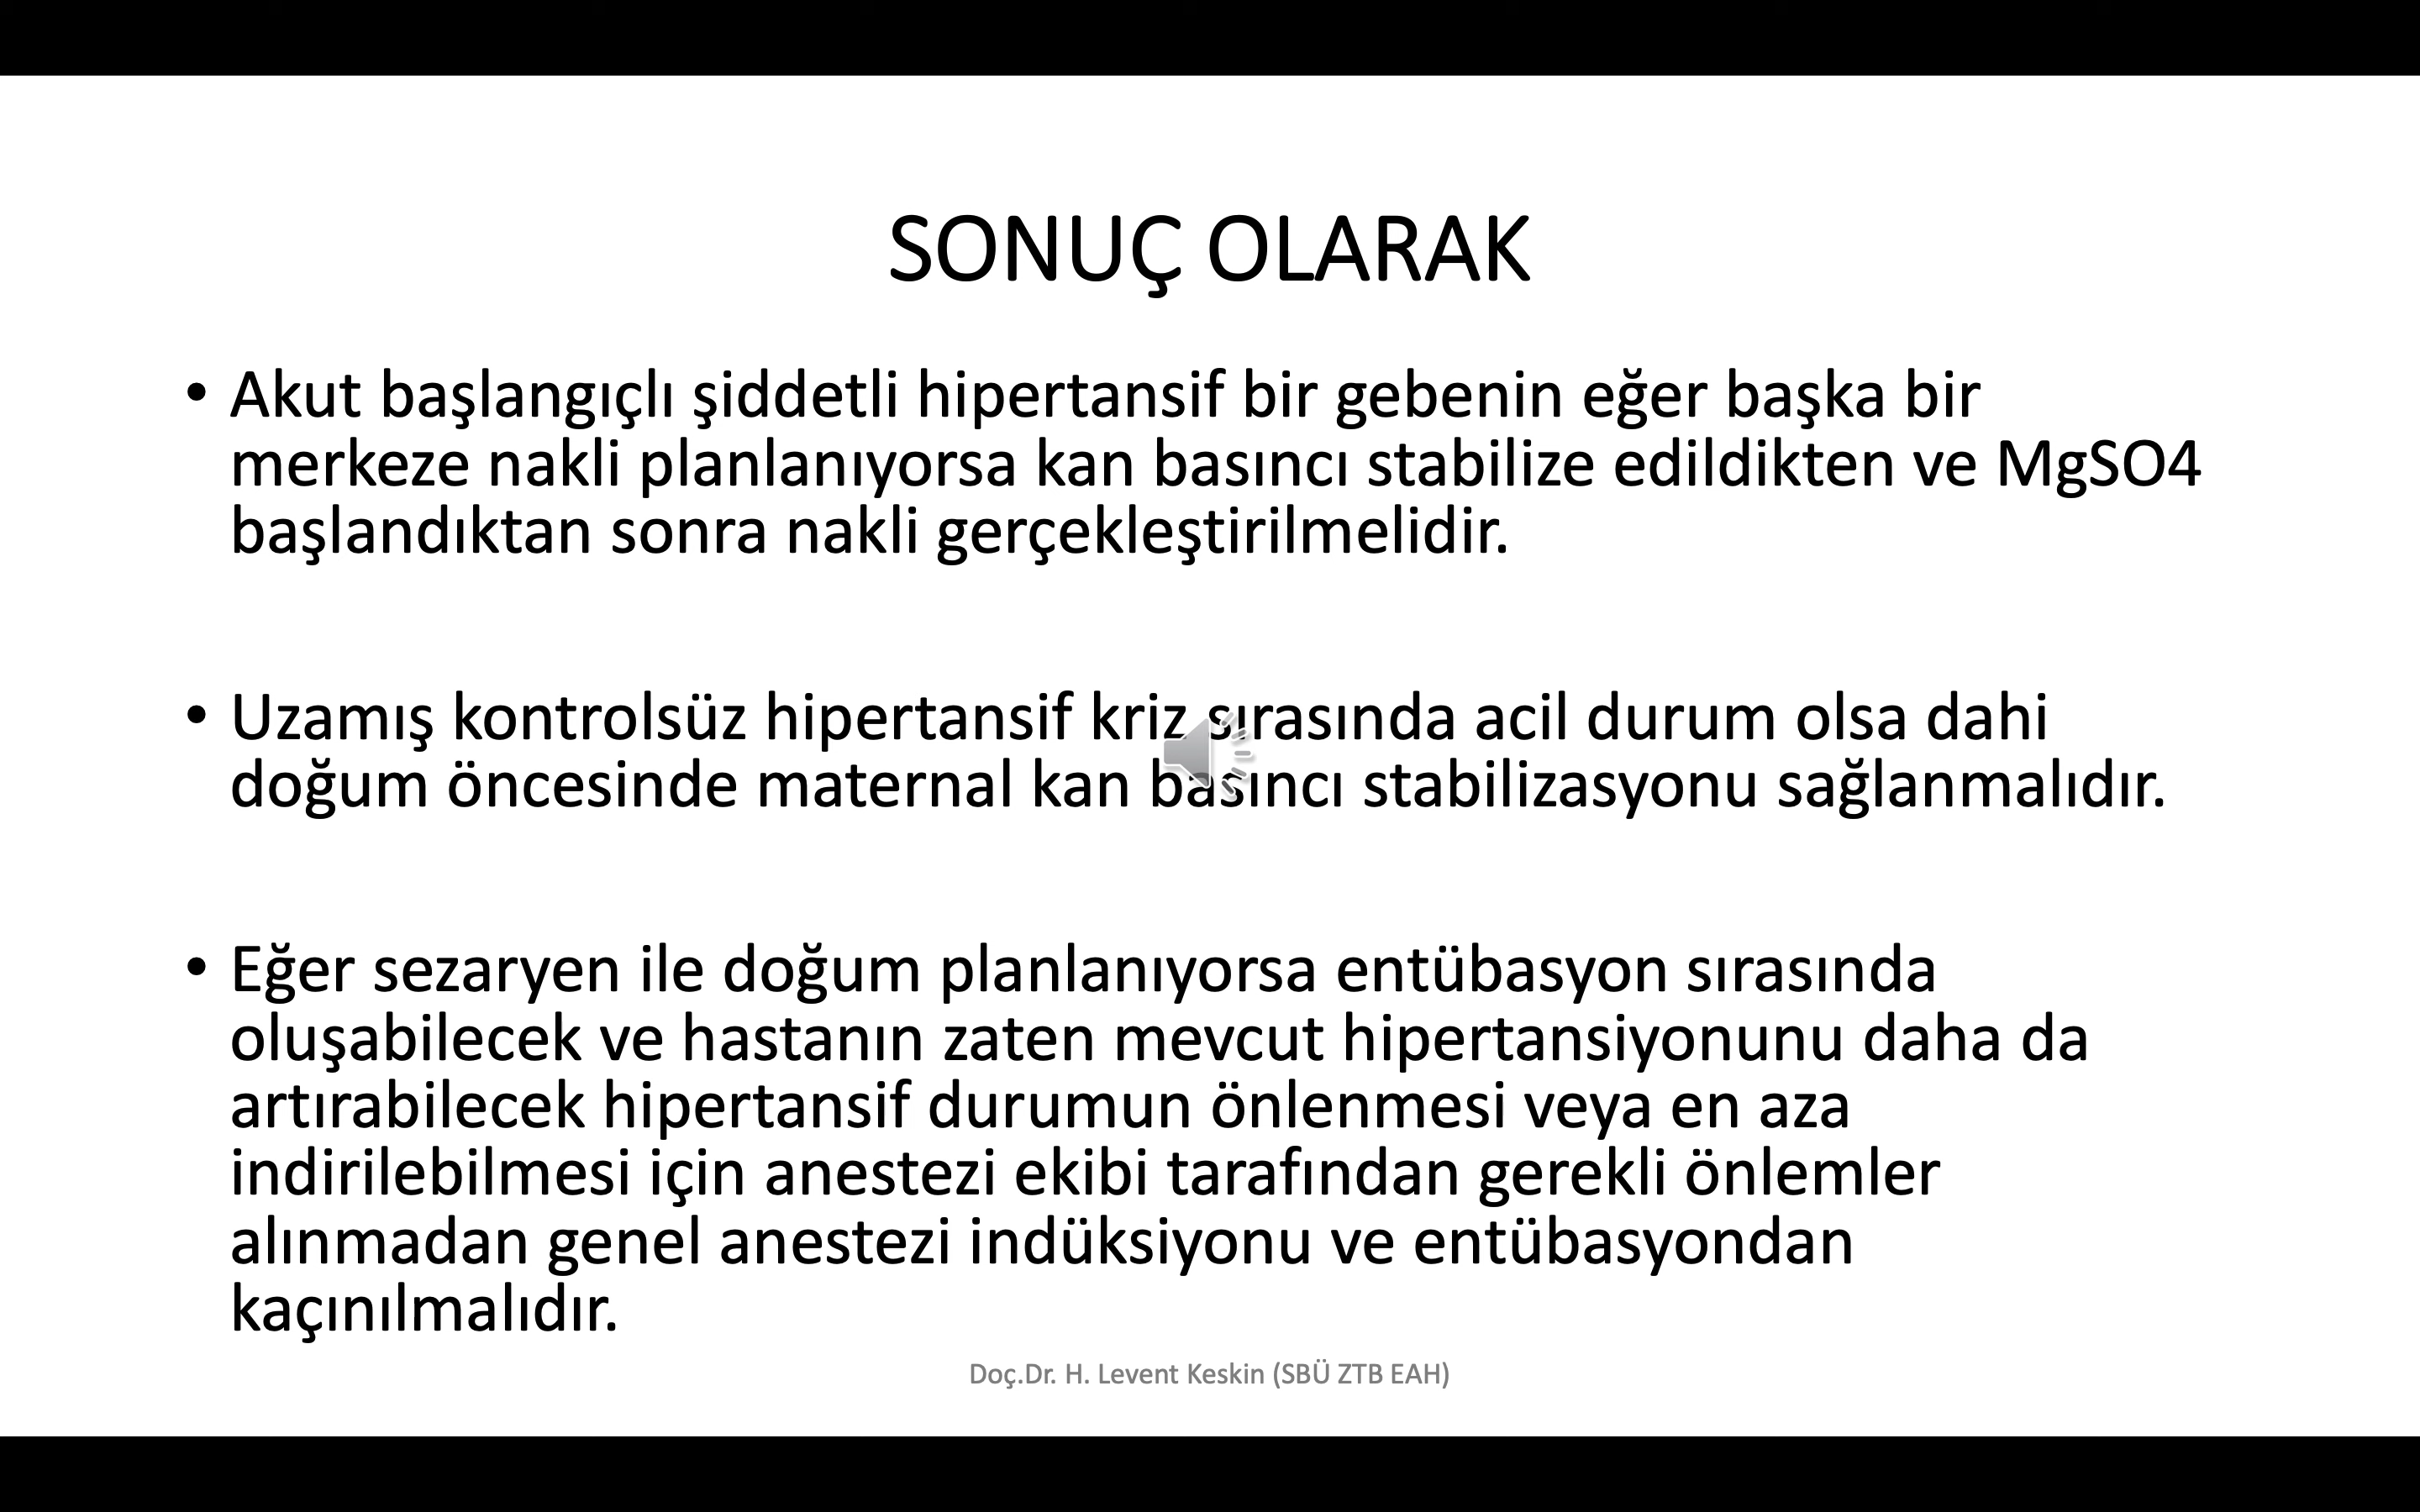 SONUÇ OLARAK
• Akut başlangıçlı şiddetli hipertansif bir gebenin eğer başka bir
merkeze nakli planlanıyorsa kan basıncı stabilize edildikten ve MgSO4
başlandıktan sonra nakli gerçekleştirilmelidir.
• Uzamış kontrolsüz hipertansif kriz sırasında acil durum olsa dahi
doğum öncesinde maternal kan basıncı stabilizasyonu sağlanmalıdır.
• Eğer sezaryen ile doğum planlanıyorsa entübasyon sırasında
oluşabilecek ve hastanın zaten mevcut hipertansiyonunu daha da
artırabilecek hipertansif durumun önlenmesi veya en aza
indirilebilmesi için anestezi ekibi tarafından gerekli önlemler
alınmadan genel anestezi indüksiyonu ve entübasyondan
kaçınılmalıdır.
Doç.Dr. H. Levent Keskin (SBÜ ZTB EAH)